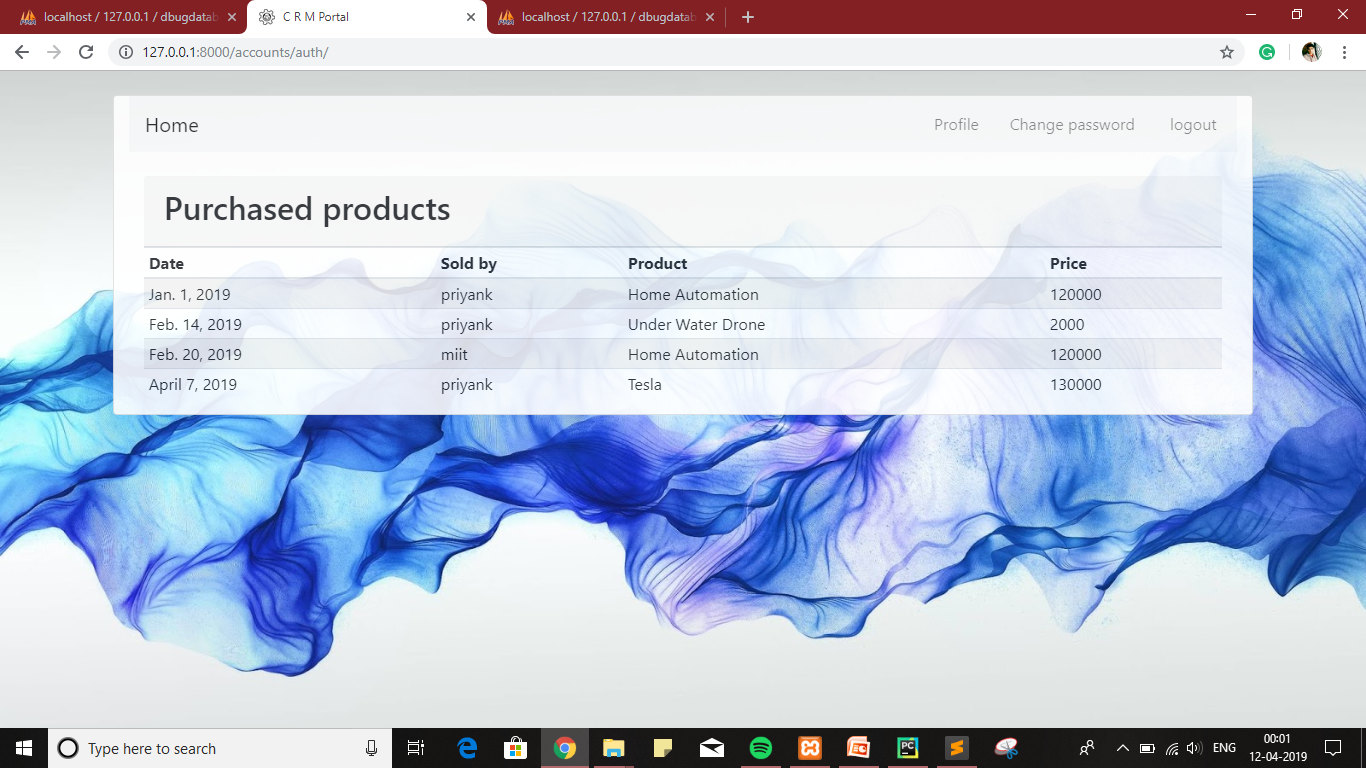 localhost / 127.0.0.1 / dbugdatab
C R M Portal
localhost / 127.0.0.1 / dbugdatab
127.0.0.1:8000/accounts/auth/
Home Profile Change password logout
Purchased products
Date Sold by Product Price
Jan. 1, 2019 priyank Home Automation 120000
Feb. 14, 2019 priyank Under Water Drone 2000
Feb. 20, 2019 miit Home Automation 120000
April 7, 2019 priyank Tesla 130000
Type here to search
PC
ENG
00:01
12-04-2019